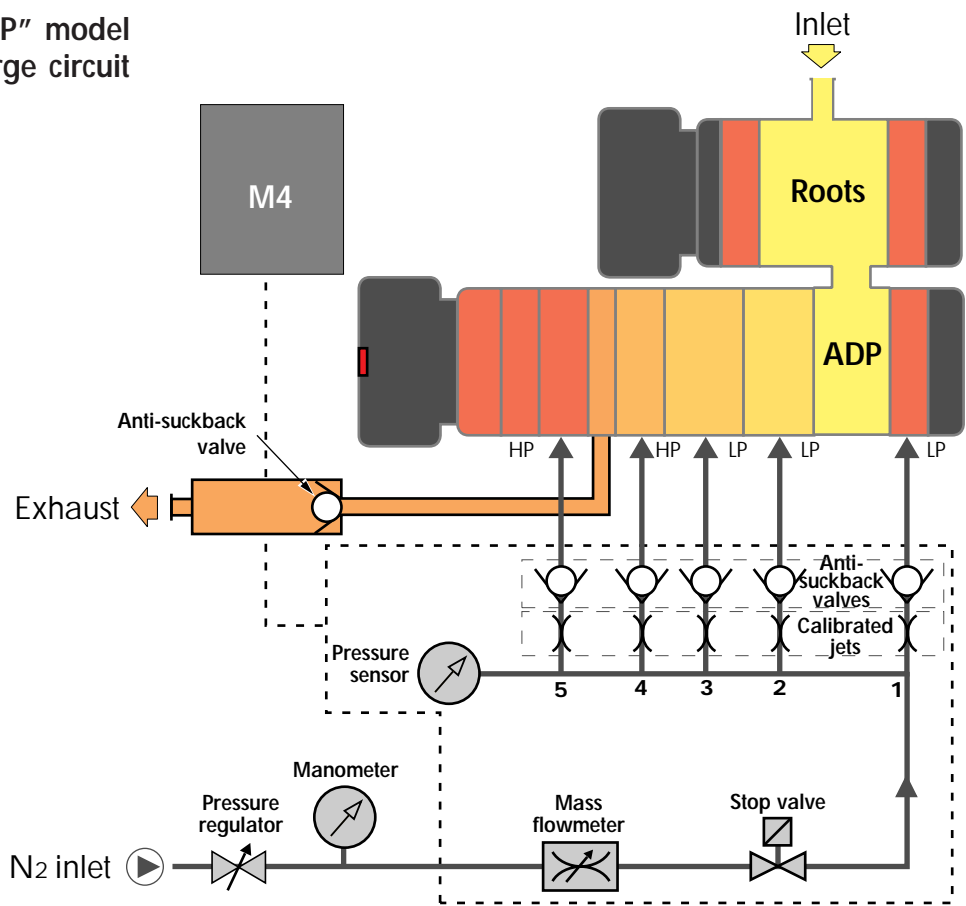 P" model
rge circuit
Inlet
M4
Roots
ADP
Anti-suckback
valve
HP
HP
LP
LP
LP
Exhaust
Anti-
suckback
valves
Calibrated
jets
Pressure
sensor
5
4
3
2
1
Manometer
Pressure
regulator
Mass
flowmeter
Stop valve
N2 inlet